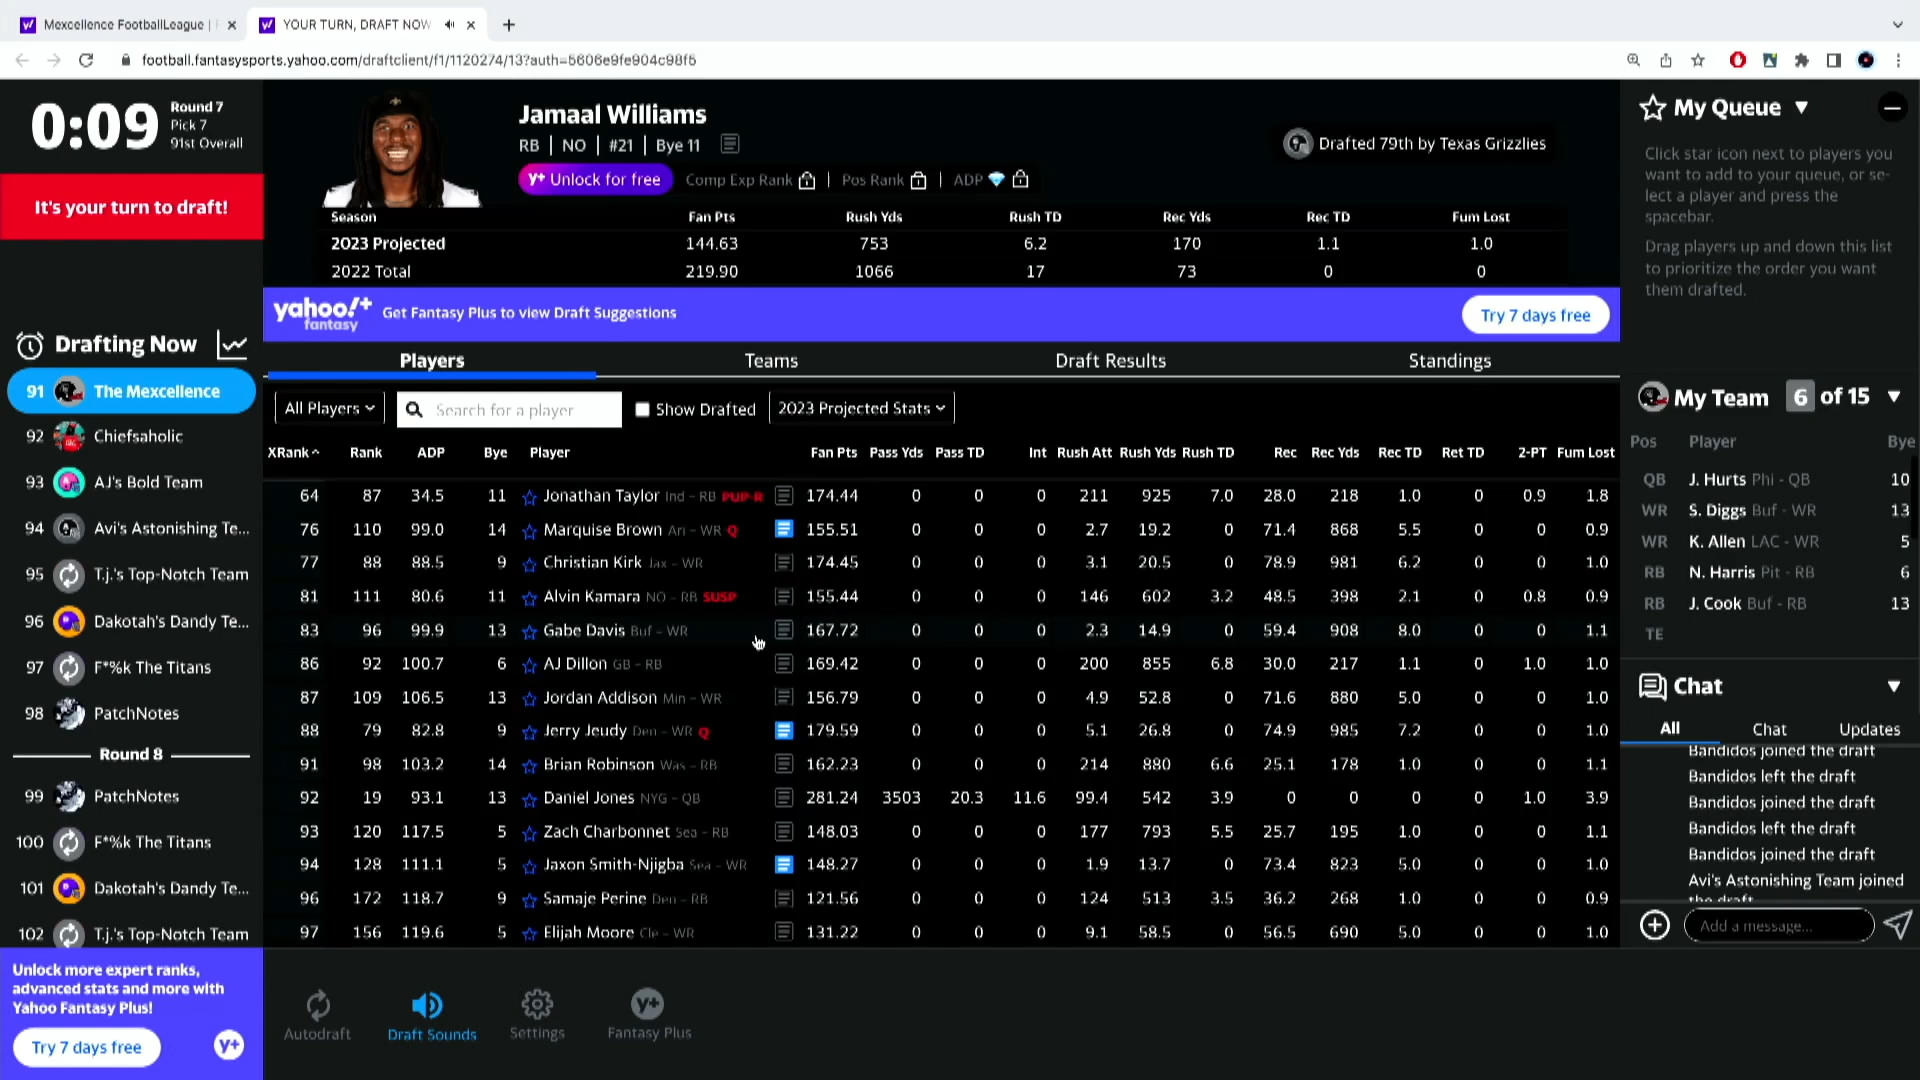 Mexcellence FootballLeague |
YOUR TURN, DRAFT NOW
football.fantasysports.yahoo.com/draftclient/f1/1120274/13?auth=5606e9fe904c98f5
0:09
Round 7
Pick 7
91st Overall
It's your turn to draft!
Jamaal Williams
RB | NO | #21 | Bye 11
Drafted 79th by Texas Grizzlies
y+ Unlock for free Comp Exp Rank | Pos Rank | ADP
Season Fan Pts Rush Yds Rush TD Rec Yds Rec TD Fum Lost
2023 Projected 144.63 753 6.2 170 1.1 1.0
2022 Total 219.90 1066 17 73 0 0
yahoo!+ fantasy
Get Fantasy Plus to view Draft Suggestions
Try 7 days free
Drafting Now
91 The Mexcellence
92 Chiefsaholic
93 AJ's Bold Team
94 Avi's Astonishing Te...
95 T.j.'s Top-Notch Team
96 Dakotah's Dandy Te...
97 F*%k The Titans
98 PatchNotes
Round 8
99 PatchNotes
100 F*%k The Titans
101 Dakotah's Dandy Te...
102 T.j.'s Top-Notch Team
Unlock more expert ranks,
advanced stats and more with
Yahoo Fantasy Plus!
Try 7 days free y+
Players Teams Draft Results Standings
All Players Search for a player Show Drafted 2023 Projected Stats
XRank Rank ADP Bye Player Fan Pts Pass Yds Pass TD Int Rush Att Rush Yds Rush TD Rec Rec Yds Rec TD Ret TD 2-PT Fum Lost
64 87 34.5 11 Jonathan Taylor Ind - RB PUP-R 174.44 0 0 0 211 925 7.0 28.0 218 1.0 0 0.9 1.8
76 110 99.0 14 Marquise Brown Ari - WR Q 155.51 0 0 0 2.7 19.2 0 71.4 868 5.5 0 0 0.9
77 88 88.5 9 Christian Kirk Jax - WR 174.45 0 0 0 3.1 20.5 0 78.9 981 6.2 0 0 1.0
81 111 80.6 11 Alvin Kamara NO - RB SUSP 155.44 0 0 0 146 602 3.2 48.5 398 2.1 0 0.8 0.9
83 96 99.9 13 Gabe Davis Buf - WR 167.72 0 0 0 2.3 14.9 0 59.4 908 8.0 0 0 1.1
86 92 100.7 6 AJ Dillon GB - RB 169.42 0 0 0 200 855 6.8 30.0 217 1.1 0 1.0 1.0
87 109 106.5 13 Jordan Addison Min - WR 156.79 0 0 0 4.9 52.8 0 71.6 880 5.0 0 0 1.0
88 79 82.8 9 Jerry Jeudy Den - WR Q 179.59 0 0 0 5.1 26.8 0 74.9 985 7.2 0 0 1.0
91 98 103.2 14 Brian Robinson Was - RB 162.23 0 0 0 214 880 6.6 25.1 178 1.0 0 0 1.1
92 19 93.1 13 Daniel Jones NYG - QB 281.24 3503 20.3 11.6 99.4 542 3.9 0 0 0 0 1.0 3.9
93 120 117.5 5 Zach Charbonnet Sea - RB 148.03 0 0 0 177 793 5.5 25.7 195 1.0 0 0 1.1
94 128 111.1 5 Jaxon Smith-Njigba Sea - WR 148.27 0 0 0 1.9 13.7 0 73.4 823 5.0 0 0 1.0
96 172 118.7 9 Samaje Perine Den - RB 121.56 0 0 0 124 513 3.5 36.2 268 1.0 0 0 0.9
97 156 119.6 5 Elijah Moore Cle - WR 131.22 0 0 0 9.1 58.5 0 56.5 690 5.0 0 0 1.0
Autodraft Draft Sounds Settings y+ Fantasy Plus
My Queue
Click star icon next to players you
want to add to your queue, or se-
lect a player and press the
spacebar.
Drag players up and down this list
to prioritize the order you want
them drafted.
My Team 6 of 15
Pos Player Bye
QB J. Hurts Phi - QB 10
WR S. Diggs Buf - WR 13
WR K. Allen LAC - WR 5
RB N. Harris Pit - RB 6
RB J. Cook Buf - RB 13
TE
Chat
All Chat Updates
Bandidos joined the draft
Bandidos left the draft
Bandidos joined the draft
Bandidos left the draft
Bandidos joined the draft
Avi's Astonishing Team joined
the draft
Add a message...